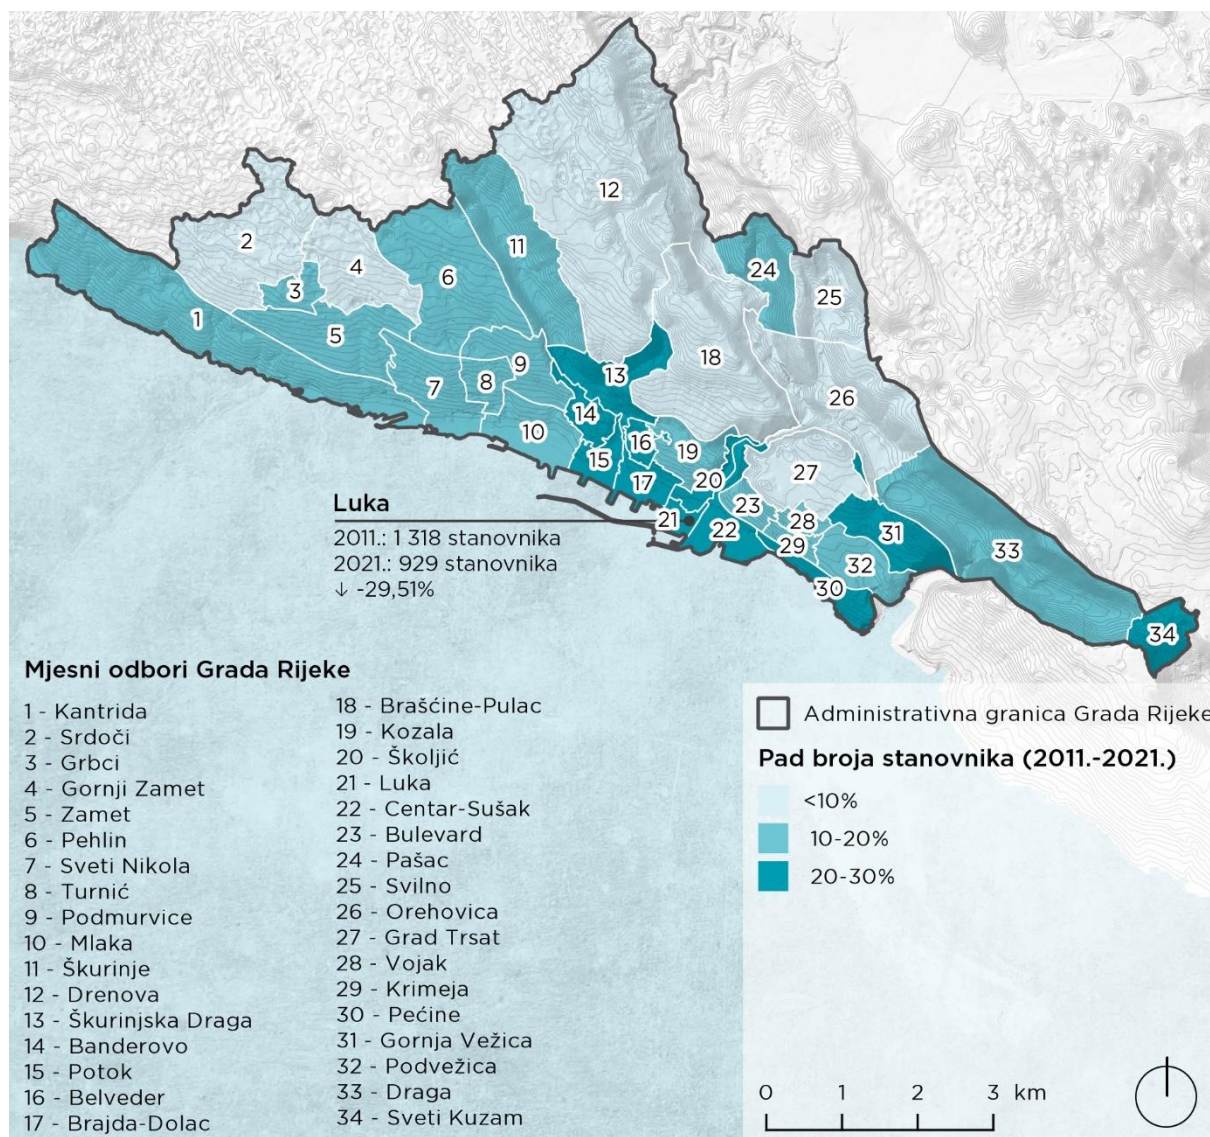 12
2
4
11
24
6
25
3
1
5
18
9
13
26
7
8
14
10
16
19
15
27
17
20
23
28
21
22
31
29
32
33
30
34
Luka
2011.: 1 318 stanovnika
2021.: 929 stanovnika
↓ -29,51%
Mjesni odbori Grada Rijeke
1 - Kantrida
2 - Srdoči
3 - Grbci
4 - Gornji Zamet
5 - Zamet
6 - Pehlin
7 - Sveti Nikola
8 - Turnić
9 - Podmurvice
10 - Mlaka
11 - Škurinje
12 - Drenova
13 - Škurinjska Draga
14 - Banderovo
15 - Potok
16 - Belveder
17 - Brajda-Dolac
18 - Brašćine-Pulac
19 - Kozala
20 - Školjić
21 - Luka
22 - Centar-Sušak
23 - Bulevard
24 - Pašac
25 - Svilno
26 - Orehovica
27 - Grad Trsat
28 - Vojak
29 - Krimeja
30 - Pećine
31 - Gornja Vežica
32 - Podvežica
33 - Draga
34 - Sveti Kuzam
Administrativna granica Grada Rijeke
Pad broja stanovnika (2011.-2021.)
<10%
10-20%
20-30%
0 1 2 3 km